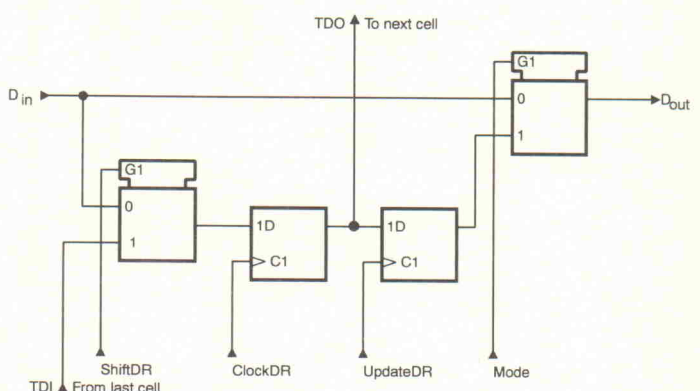 TDO To next cell
G1
D in
0
Dout
1
G1
0
1D
1D
1
C1
C1
ShiftDR
ClockDR
UpdateDR
Mode
TDI From last cell